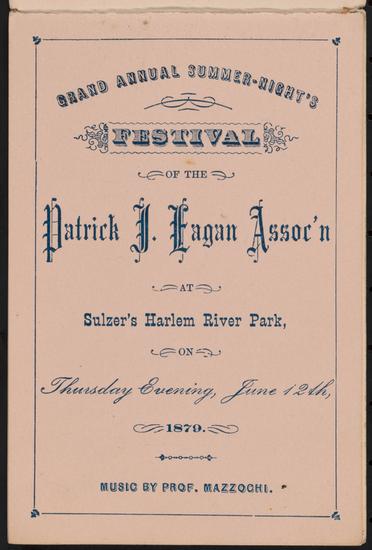 GRAND ANNUAL SUMMER-NIGHT'S
FESTIVAL
OF THE
Patrick J. Eagan Assoc'n
AT
Sulzer's Harlem River Park,
ON
Thursday Evening, June 12th,
1879.
MUSIC BY PROF. MAZZOCHI.